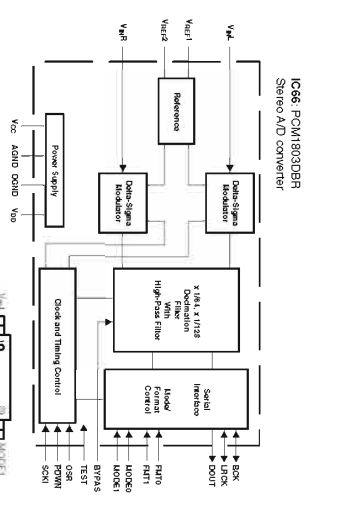 IC66: PCM1803DBR
Stereo A/D converter
VINL
VREF1
VREF2
VINR
Reference
Delta-Sigma
Modulator
Delta-Sigma
Modulator
x 1/64, x 1/128
Decimation
Filter
With
High-Pass Filter
Serial
Interface
Mode/
Format
Control
BCK
LRCK
DOUT
FMT0
FMT1
MODE0
MODE1
BYPAS
TEST
OSR
PDWN
SCKI
Clock and Timing Control
Power Supply
VCC
AGND
DGND
VDD
VINL
MODE1